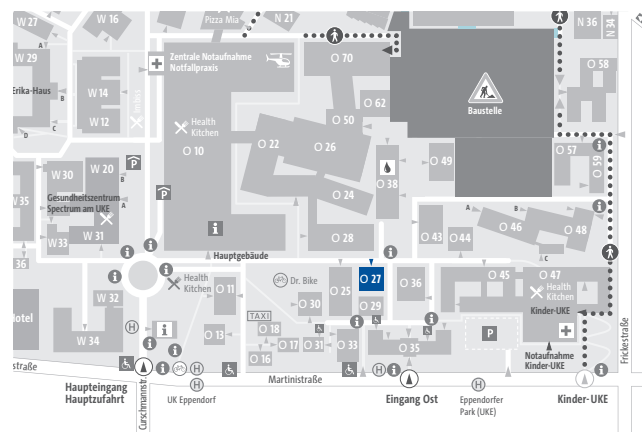 W 27
W 16
Pizza Mia
N 21
N 36
N 34
W 29
Erika-Haus
A
B
C
D
W 14
W 12
Zentrale Notaufnahme
Notfallpraxis
Health
Kitchen
O 10
O 70
O 62
O 50
O 22
O 26
O 24
O 28
O 38
O 49
Baustelle
O 58
O 57
O 59
W 30
W 20
B
A
Gesundheitszentrum
Spectrum am UKE
W 35
W 33
W 31
36
P
P
i
Hauptgebäude
O 43
O 44
A
B
O 46
O 48
C
Hotel
W 32
W 34
H
i
Health
Kitchen
O 11
O 13
Dr. Bike
TAXI
O 18
O 16
O 17
O 30
O 31
O 25
O 27
O 29
O 33
O 36
O 35
O 45
O 47
Health
Kitchen
Kinder-UKE
P
Notaufnahme
Kinder-UKE
Frickestraße
straße
Martinistraße
Haupteingang
Hauptzufahrt
Curschmannstr.
H
H
UK Eppendorf
H
Eingang Ost
H
Eppendorfer
Park (UKE)
Kinder-UKE